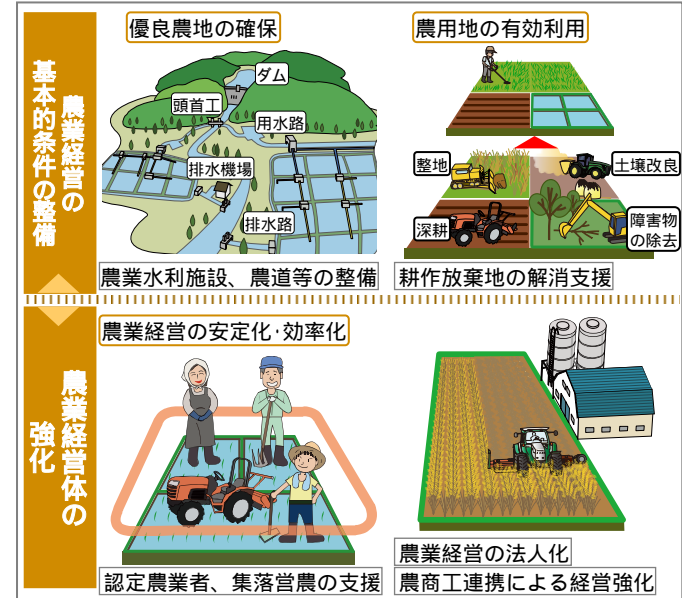 農業経営の
基本的条件の整備
優良農地の確保
ダム
頭首工
用水路
排水機場
排水路
農業水利施設、農道等の整備
農用地の有効利用
整地
土壌改良
深耕
障害物
の除去
耕作放棄地の解消支援
農業経営体の
強化
農業経営の安定化･効率化
認定農業者、集落営農の支援
農業経営の法人化
農商工連携による経営強化